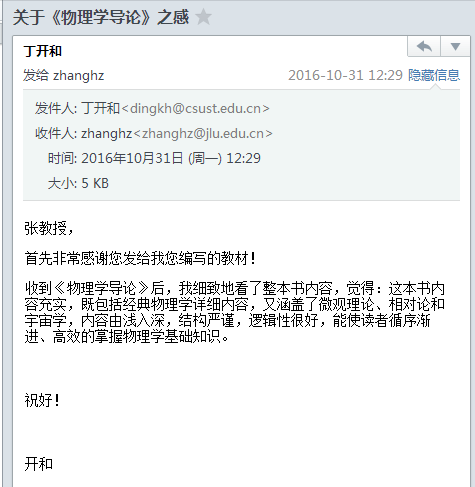 关于《物理学导论》之感
丁开和
发给 zhanghz 2016-10-31 12:29 隐藏信息
发件人: 丁开和<dingkh@csust.edu.cn>
收件人: zhanghz<zhanghz@jlu.edu.cn>
时间: 2016年10月31日 (周一) 12:29
大小: 5 KB
张教授，
首先非常感谢您发给我您编写的教材！
收到《物理学导论》后，我细致地看了整本书内容，觉得：这本书内
容充实，既包括经典物理学详细内容，又涵盖了微观理论、相对论和
宇宙学，内容由浅入深，结构严谨，逻辑性很好，能使读者循序渐
进、高效的掌握物理学基础知识。
祝好！
开和